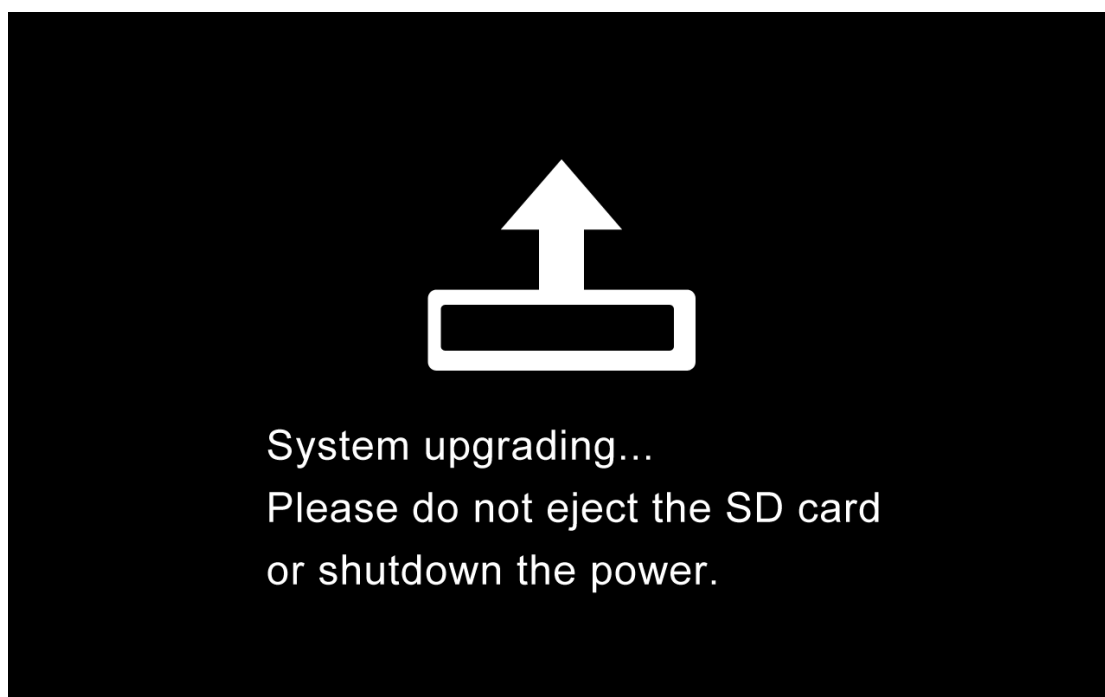 System upgrading...
Please do not eject the SD card
or shutdown the power.